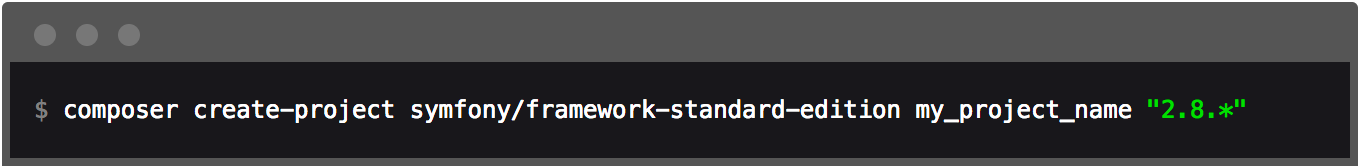 $ composer create-project symfony/framework-standard-edition my_project_name "2.8.*"